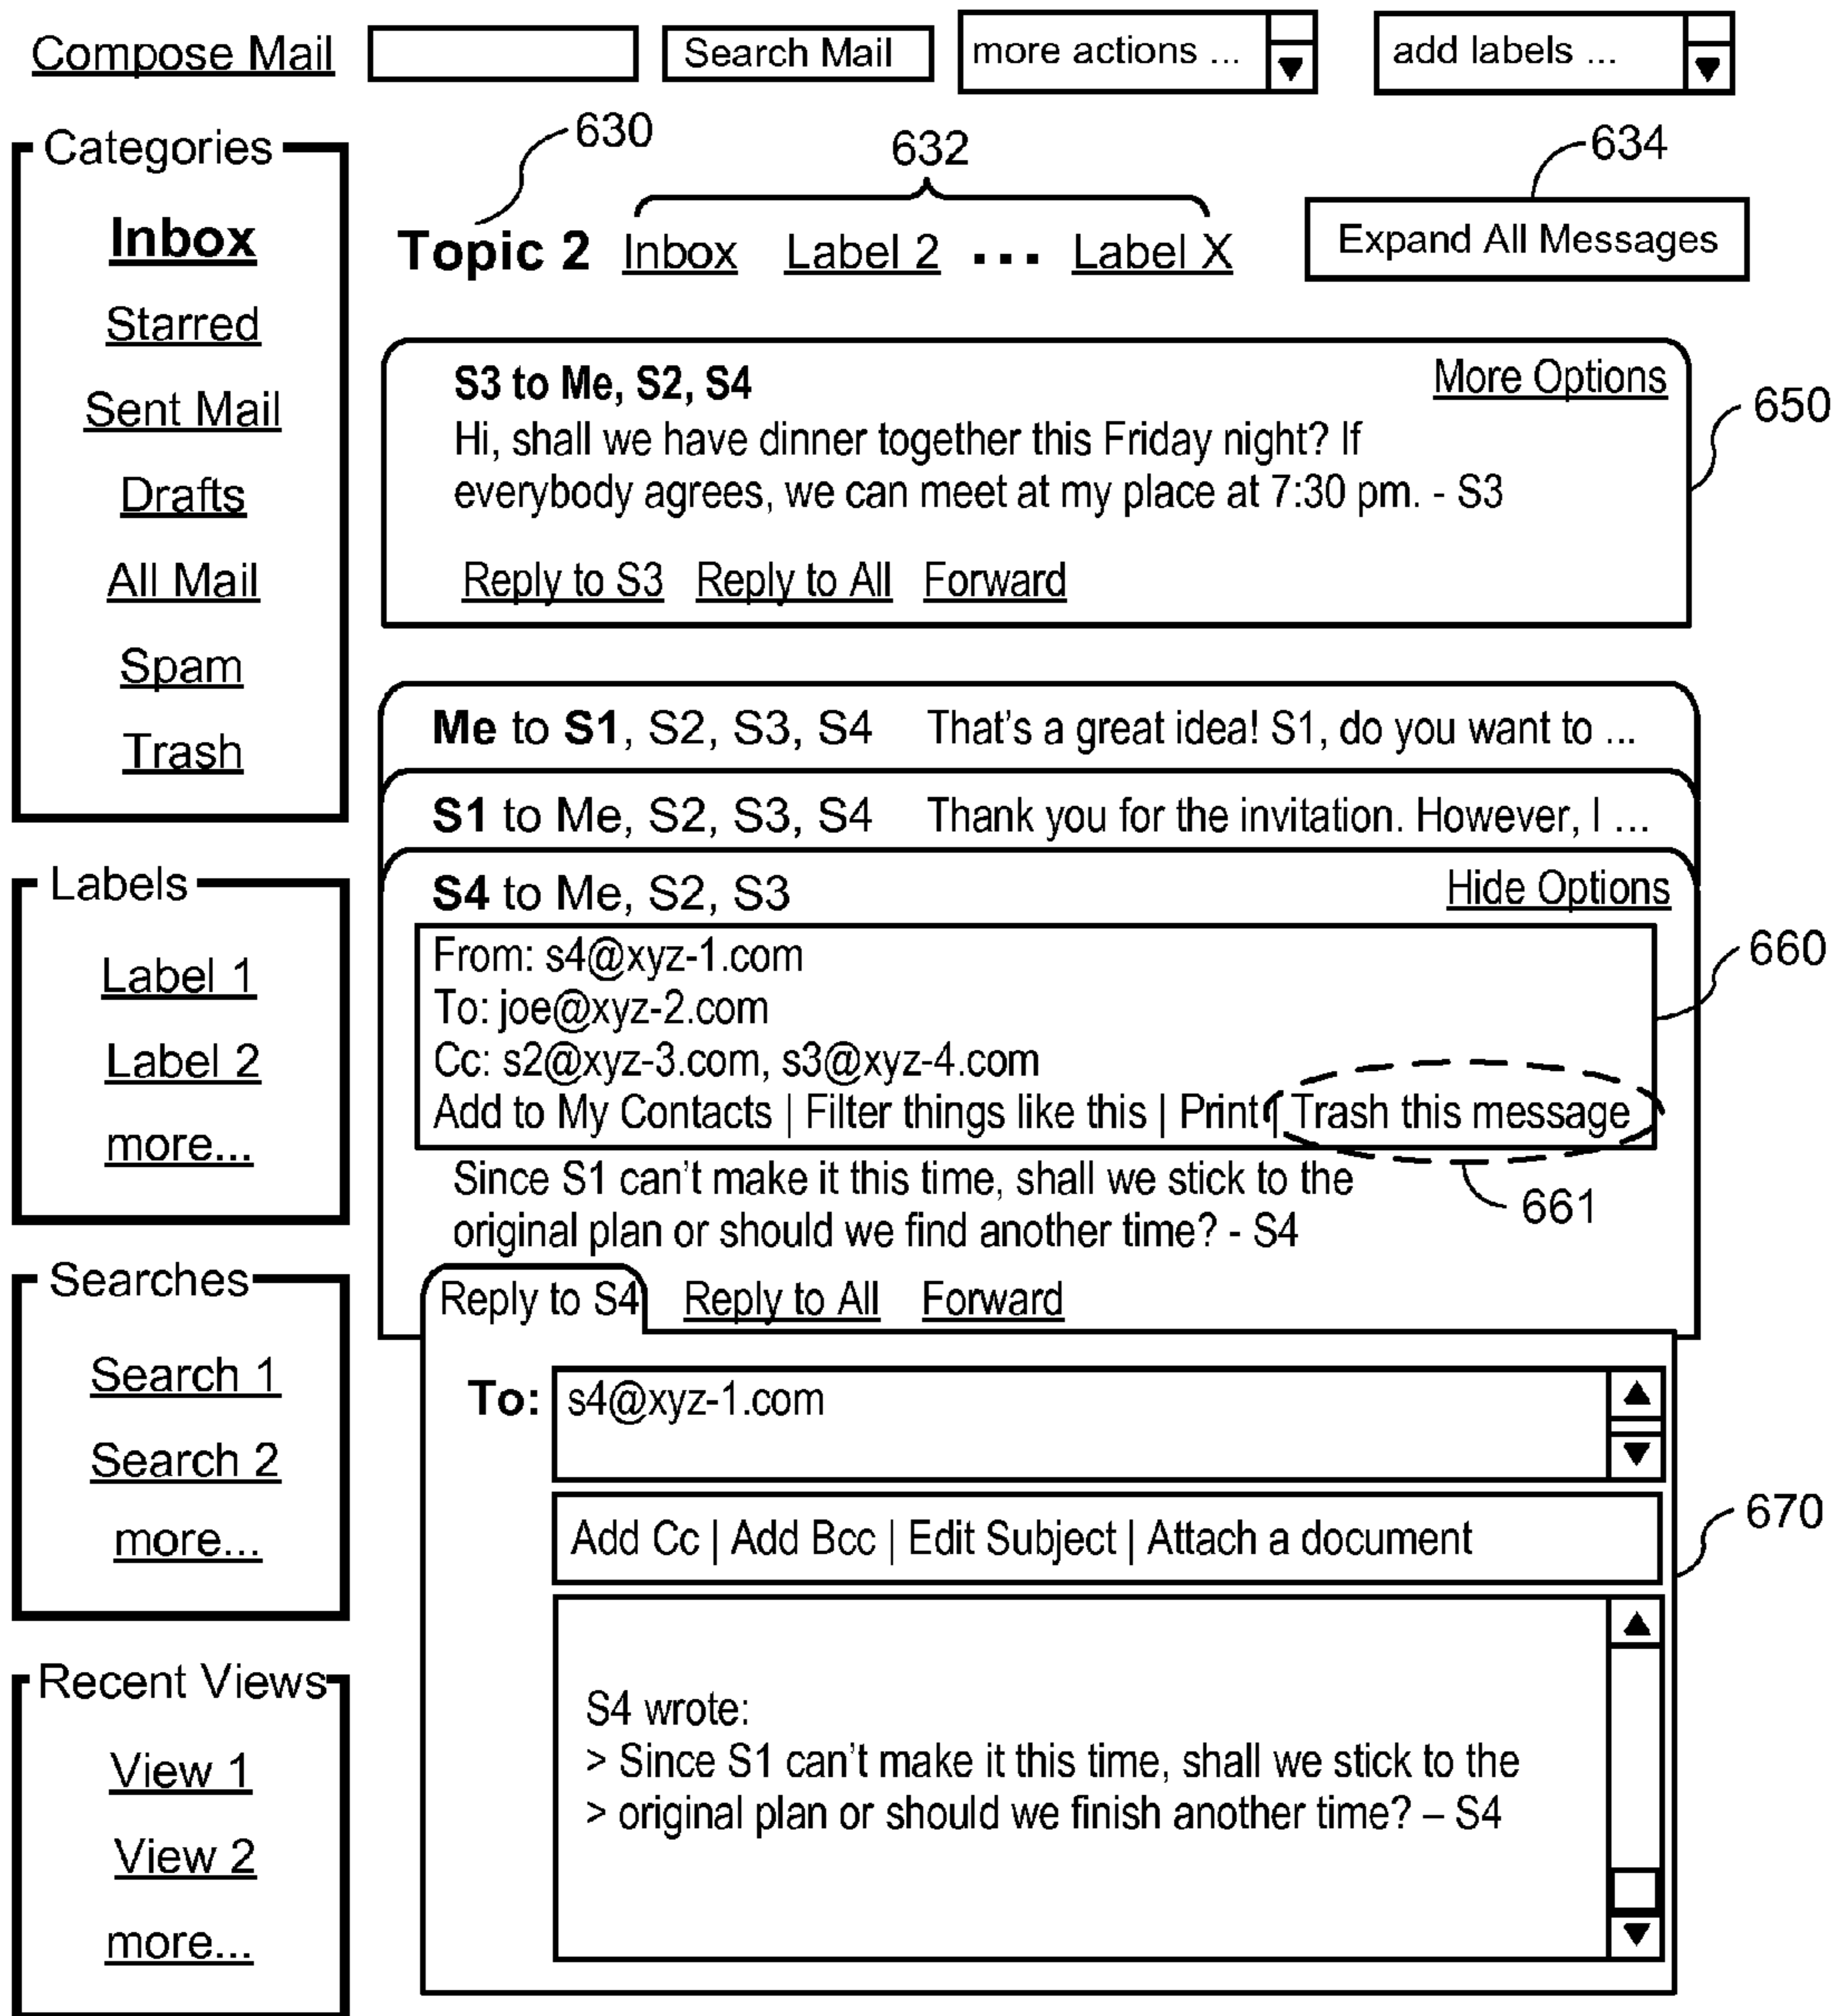 Compose Mail Search Mail more actions ... add labels ...
Categories
Inbox
Starred
Sent Mail
Drafts
All Mail
Spam
Trash
Labels
Label 1
Label 2
more...
Searches
Search 1
Search 2
more...
Recent Views
View 1
View 2
more...
630
632
634
Topic 2 Inbox Label 2 ... Label X Expand All Messages
S3 to Me, S2, S4 More Options
650
Hi, shall we have dinner together this Friday night? If
everybody agrees, we can meet at my place at 7:30 pm. - S3
Reply to S3 Reply to All Forward
Me to S1, S2, S3, S4 That's a great idea! S1, do you want to ...
S1 to Me, S2, S3, S4 Thank you for the invitation. However, I ...
S4 to Me, S2, S3 Hide Options
660
From: s4@xyz-1.com
To: joe@xyz-2.com
Cc: s2@xyz-3.com, s3@xyz-4.com
Add to My Contacts | Filter things like this | Print | Trash this message
661
Since S1 can't make it this time, shall we stick to the
original plan or should we find another time? - S4
Reply to S4 Reply to All Forward
To: s4@xyz-1.com
670
Add Cc | Add Bcc | Edit Subject | Attach a document
S4 wrote:
> Since S1 can't make it this time, shall we stick to the
> original plan or should we finish another time? – S4